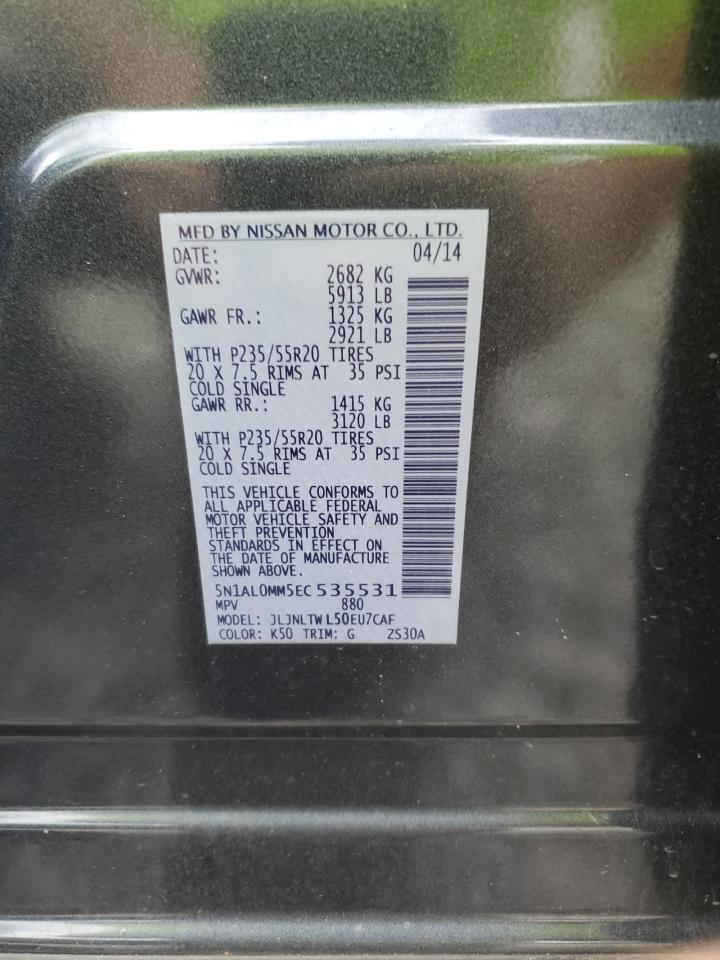 MFD BY NISSAN MOTOR CO., LTD.
DATE: 04/14
GVWR: 2682 KG
5913 LB
GAWR FR.: 1325 KG
2921 LB
WITH P235/55R20 TIRES
20 X 7.5 RIMS AT 35 PSI
COLD SINGLE
GAWR RR.: 1415 KG
3120 LB
WITH P235/55R20 TIRES
20 X 7.5 RIMS AT 35 PSI
COLD SINGLE
THIS VEHICLE CONFORMS TO
ALL APPLICABLE FEDERAL
MOTOR VEHICLE SAFETY AND
THEFT PREVENTION
STANDARDS IN EFFECT ON
THE DATE OF MANUFACTURE
SHOWN ABOVE.
5N1AL0MM5EC 535531
MPV 880
MODEL: JLJNLTW L50EU7CAF
COLOR: K50 TRIM: G ZS30A